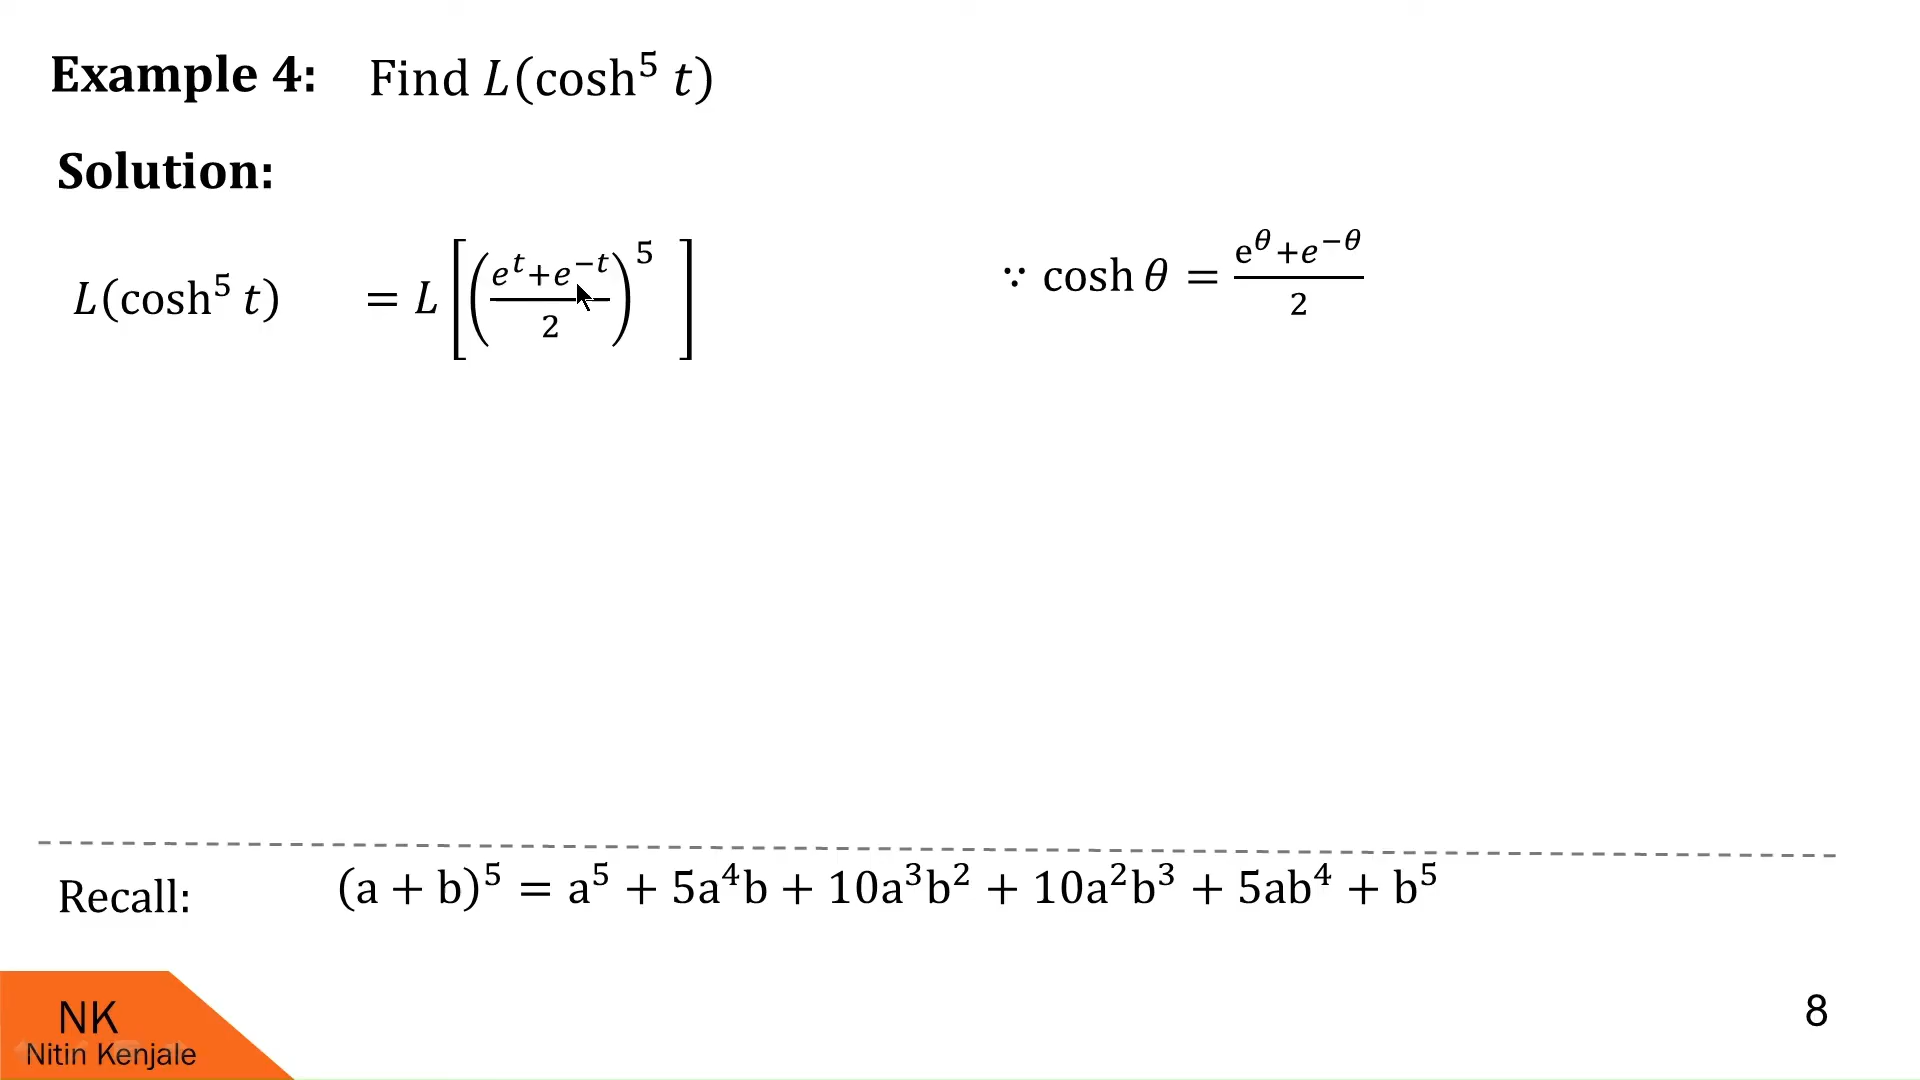 Example 4: Find L(cosh⁵ t)
Solution:
L(cosh⁵ t) = L[((eᵗ+e⁻ᵗ)/2)⁵] ∵ cosh θ = (e^θ+e^−θ)/2
Recall: (a + b)⁵ = a⁵ + 5a⁴b + 10a³b² + 10a²b³ + 5ab⁴ + b⁵
NK
Nitin Kenjale
8